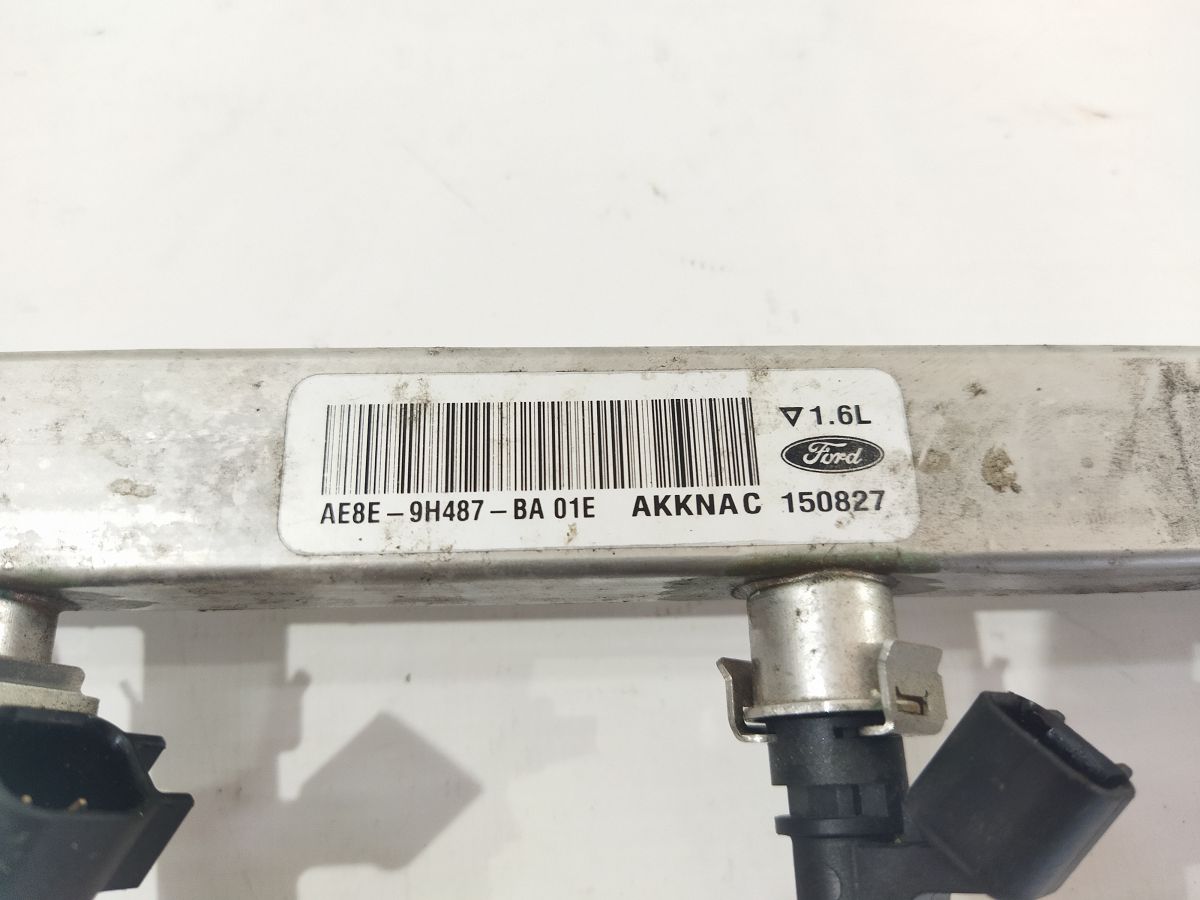 ▽1.6L
Ford
AE8E-9H487-BA 01E AKKNAC 150827